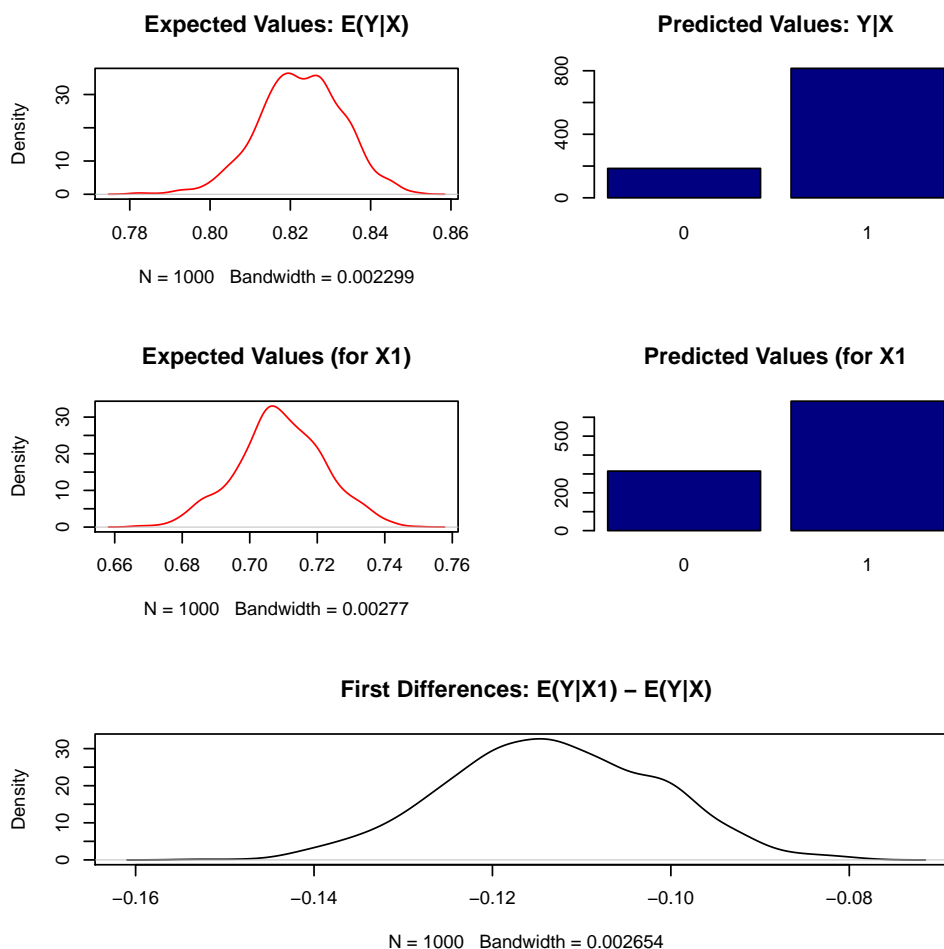 Expected Values: E(Y|X)
Density
0
10
30
0.78 0.80 0.82 0.84 0.86
N = 1000 Bandwidth = 0.002299
Predicted Values: Y|X
0
400
800
0 1
Expected Values (for X1)
Density
0
10
20
30
0.66 0.68 0.70 0.72 0.74 0.76
N = 1000 Bandwidth = 0.00277
Predicted Values (for X1
0
200
500
0 1
First Differences: E(Y|X1) − E(Y|X)
Density
0
10
20
30
−0.16 −0.14 −0.12 −0.10 −0.08
N = 1000 Bandwidth = 0.002654